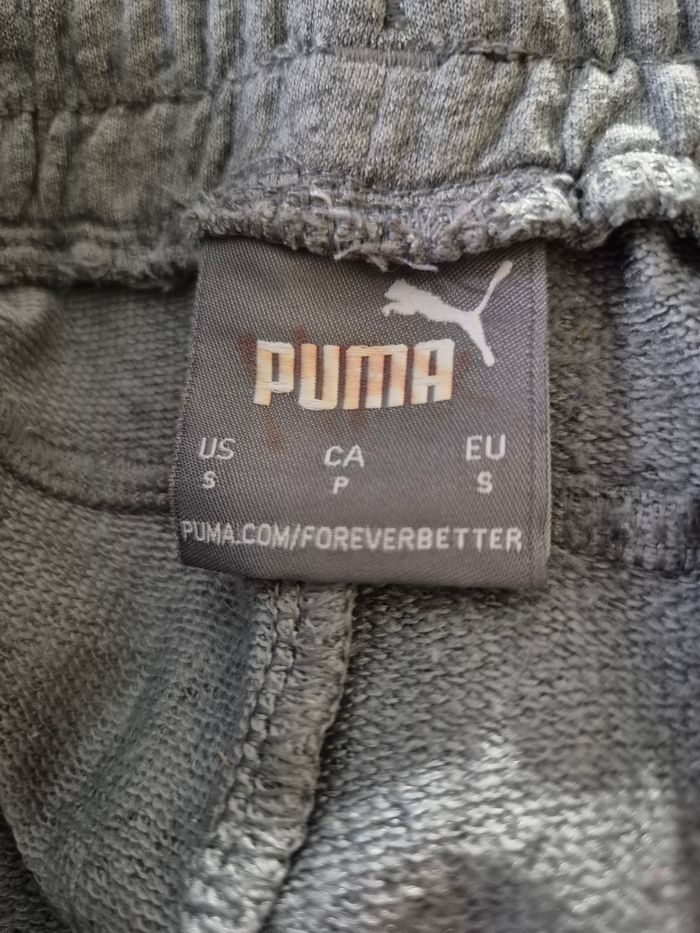 PUMA
US CA EU
S P S
PUMA.COM/FOREVERBETTER